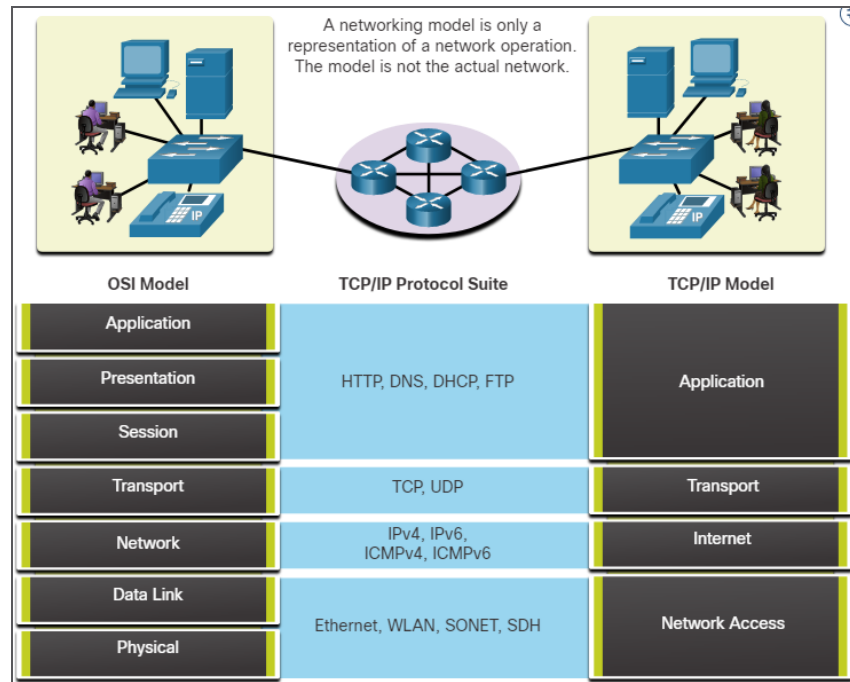 A networking model is only a
representation of a network operation.
The model is not the actual network.
IP
IP
OSI Model
TCP/IP Protocol Suite
TCP/IP Model
Application
Presentation
Session
Transport
Network
Data Link
Physical
HTTP, DNS, DHCP, FTP
TCP, UDP
IPv4, IPv6,
ICMPv4, ICMPv6
Ethernet, WLAN, SONET, SDH
Application
Transport
Internet
Network Access